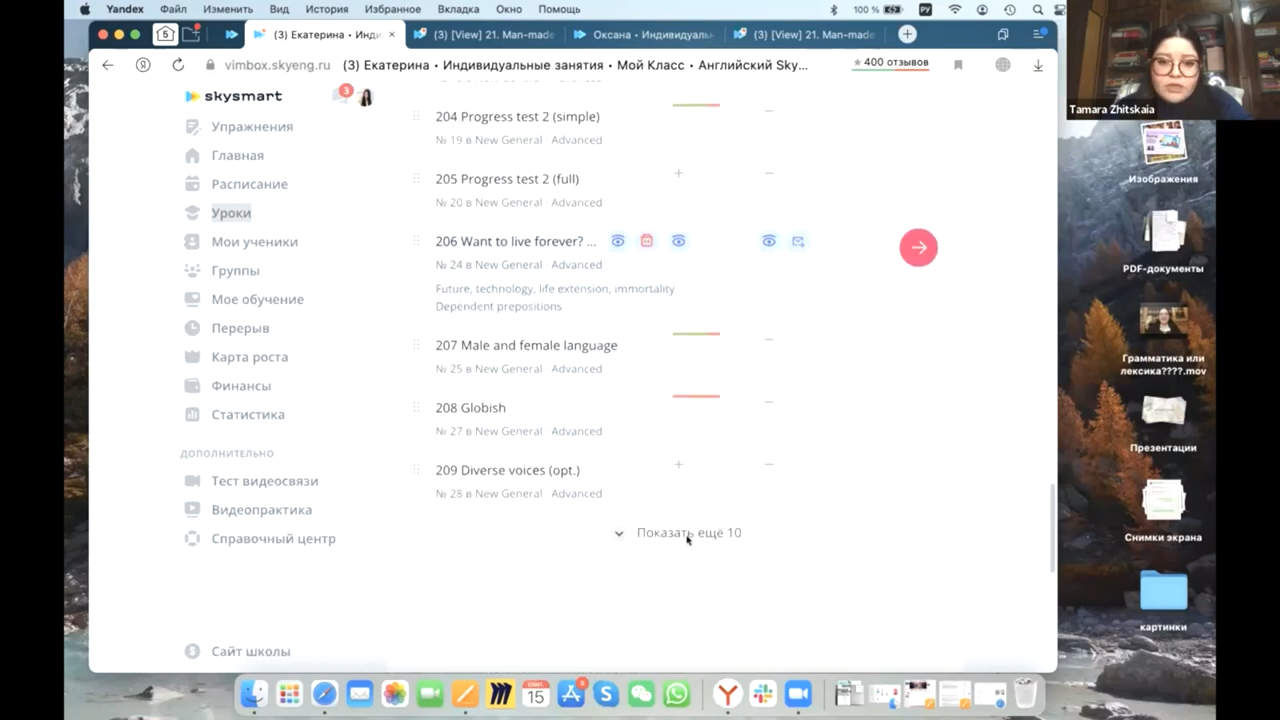 Yandex Файл Изменить Вид История Избранное Вкладка Окно Помощь 100 % РУ
5 (3) Екатерина • Инди × (3) [View] 21. Man-made Оксана • Индивидуаль (3) [View] 21. Man-made
vimbox.skyeng.ru (3) Екатерина • Индивидуальные занятия • Мой Класс • Английский Sky... ★ 400 отзывов
Tamara Zhitskaia
skysmart 3
Упражнения
Главная
Расписание
Уроки
Мои ученики
Группы
Мое обучение
Перерыв
Карта роста
Финансы
Статистика
ДОПОЛНИТЕЛЬНО
Тест видеосвязи
Видеопрактика
Справочный центр
Сайт школы
204 Progress test 2 (simple)
№ 19 в New General · Advanced
205 Progress test 2 (full)
№ 20 в New General · Advanced
206 Want to live forever? ...
№ 24 в New General · Advanced
Future, technology, life extension, immortality
Dependent prepositions
207 Male and female language
№ 25 в New General · Advanced
208 Globish
№ 27 в New General · Advanced
209 Diverse voices (opt.)
№ 28 в New General · Advanced
Показать ещё 10
Изображения
PDF-документы
Грамматика или
лексика????.mov
Презентации
Снимки экрана
картинки
15